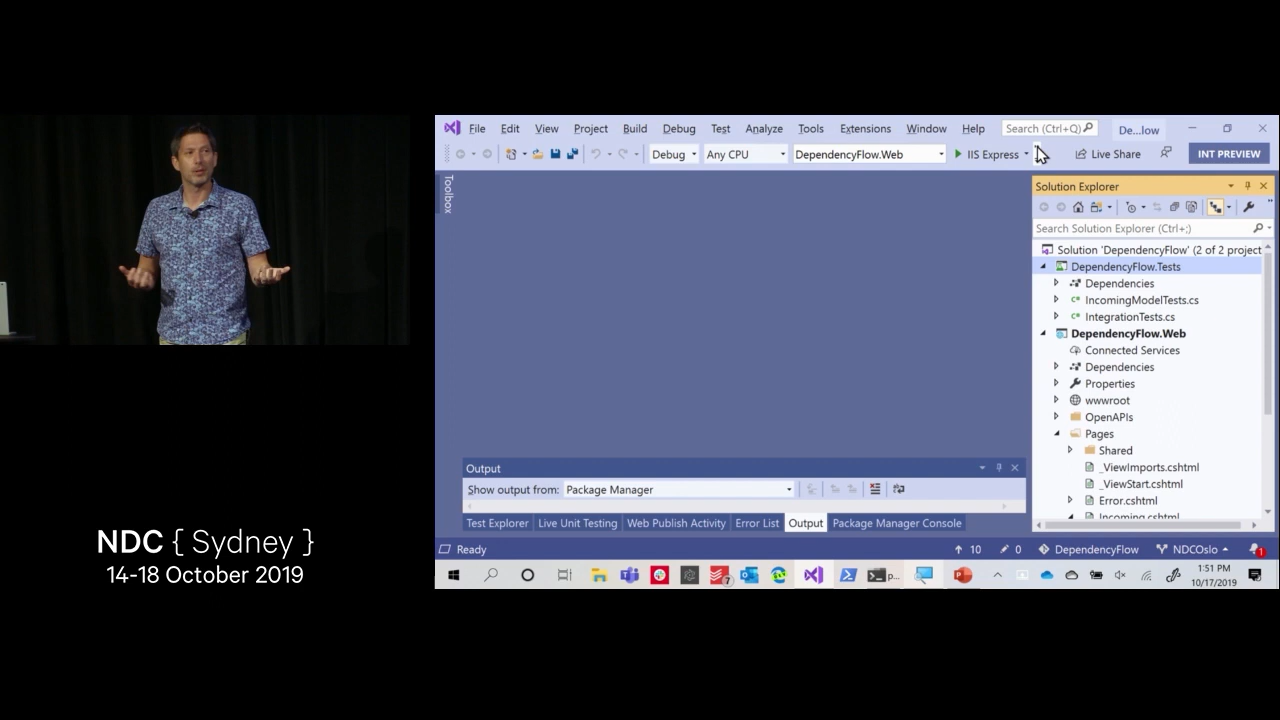 File Edit View Project Build Debug Test Analyze Tools Extensions Window Help Search (Ctrl+Q) De...low
Debug Any CPU DependencyFlow.Web IIS Express Live Share INT PREVIEW
Toolbox
Solution Explorer
Search Solution Explorer (Ctrl+;)
Solution 'DependencyFlow' (2 of 2 project
DependencyFlow.Tests
Dependencies
C# IncomingModelTests.cs
C# IntegrationTests.cs
DependencyFlow.Web
Connected Services
Dependencies
Properties
wwwroot
OpenAPIs
Pages
Shared
_ViewImports.cshtml
_ViewStart.cshtml
Error.cshtml
Incoming.cshtml
Output
Show output from: Package Manager
Test Explorer Live Unit Testing Web Publish Activity Error List Output Package Manager Console
Ready 10 0 DependencyFlow NDCOslo 1
7 p... 1:51 PM
10/17/2019
NDC { Sydney }
14-18 October 2019